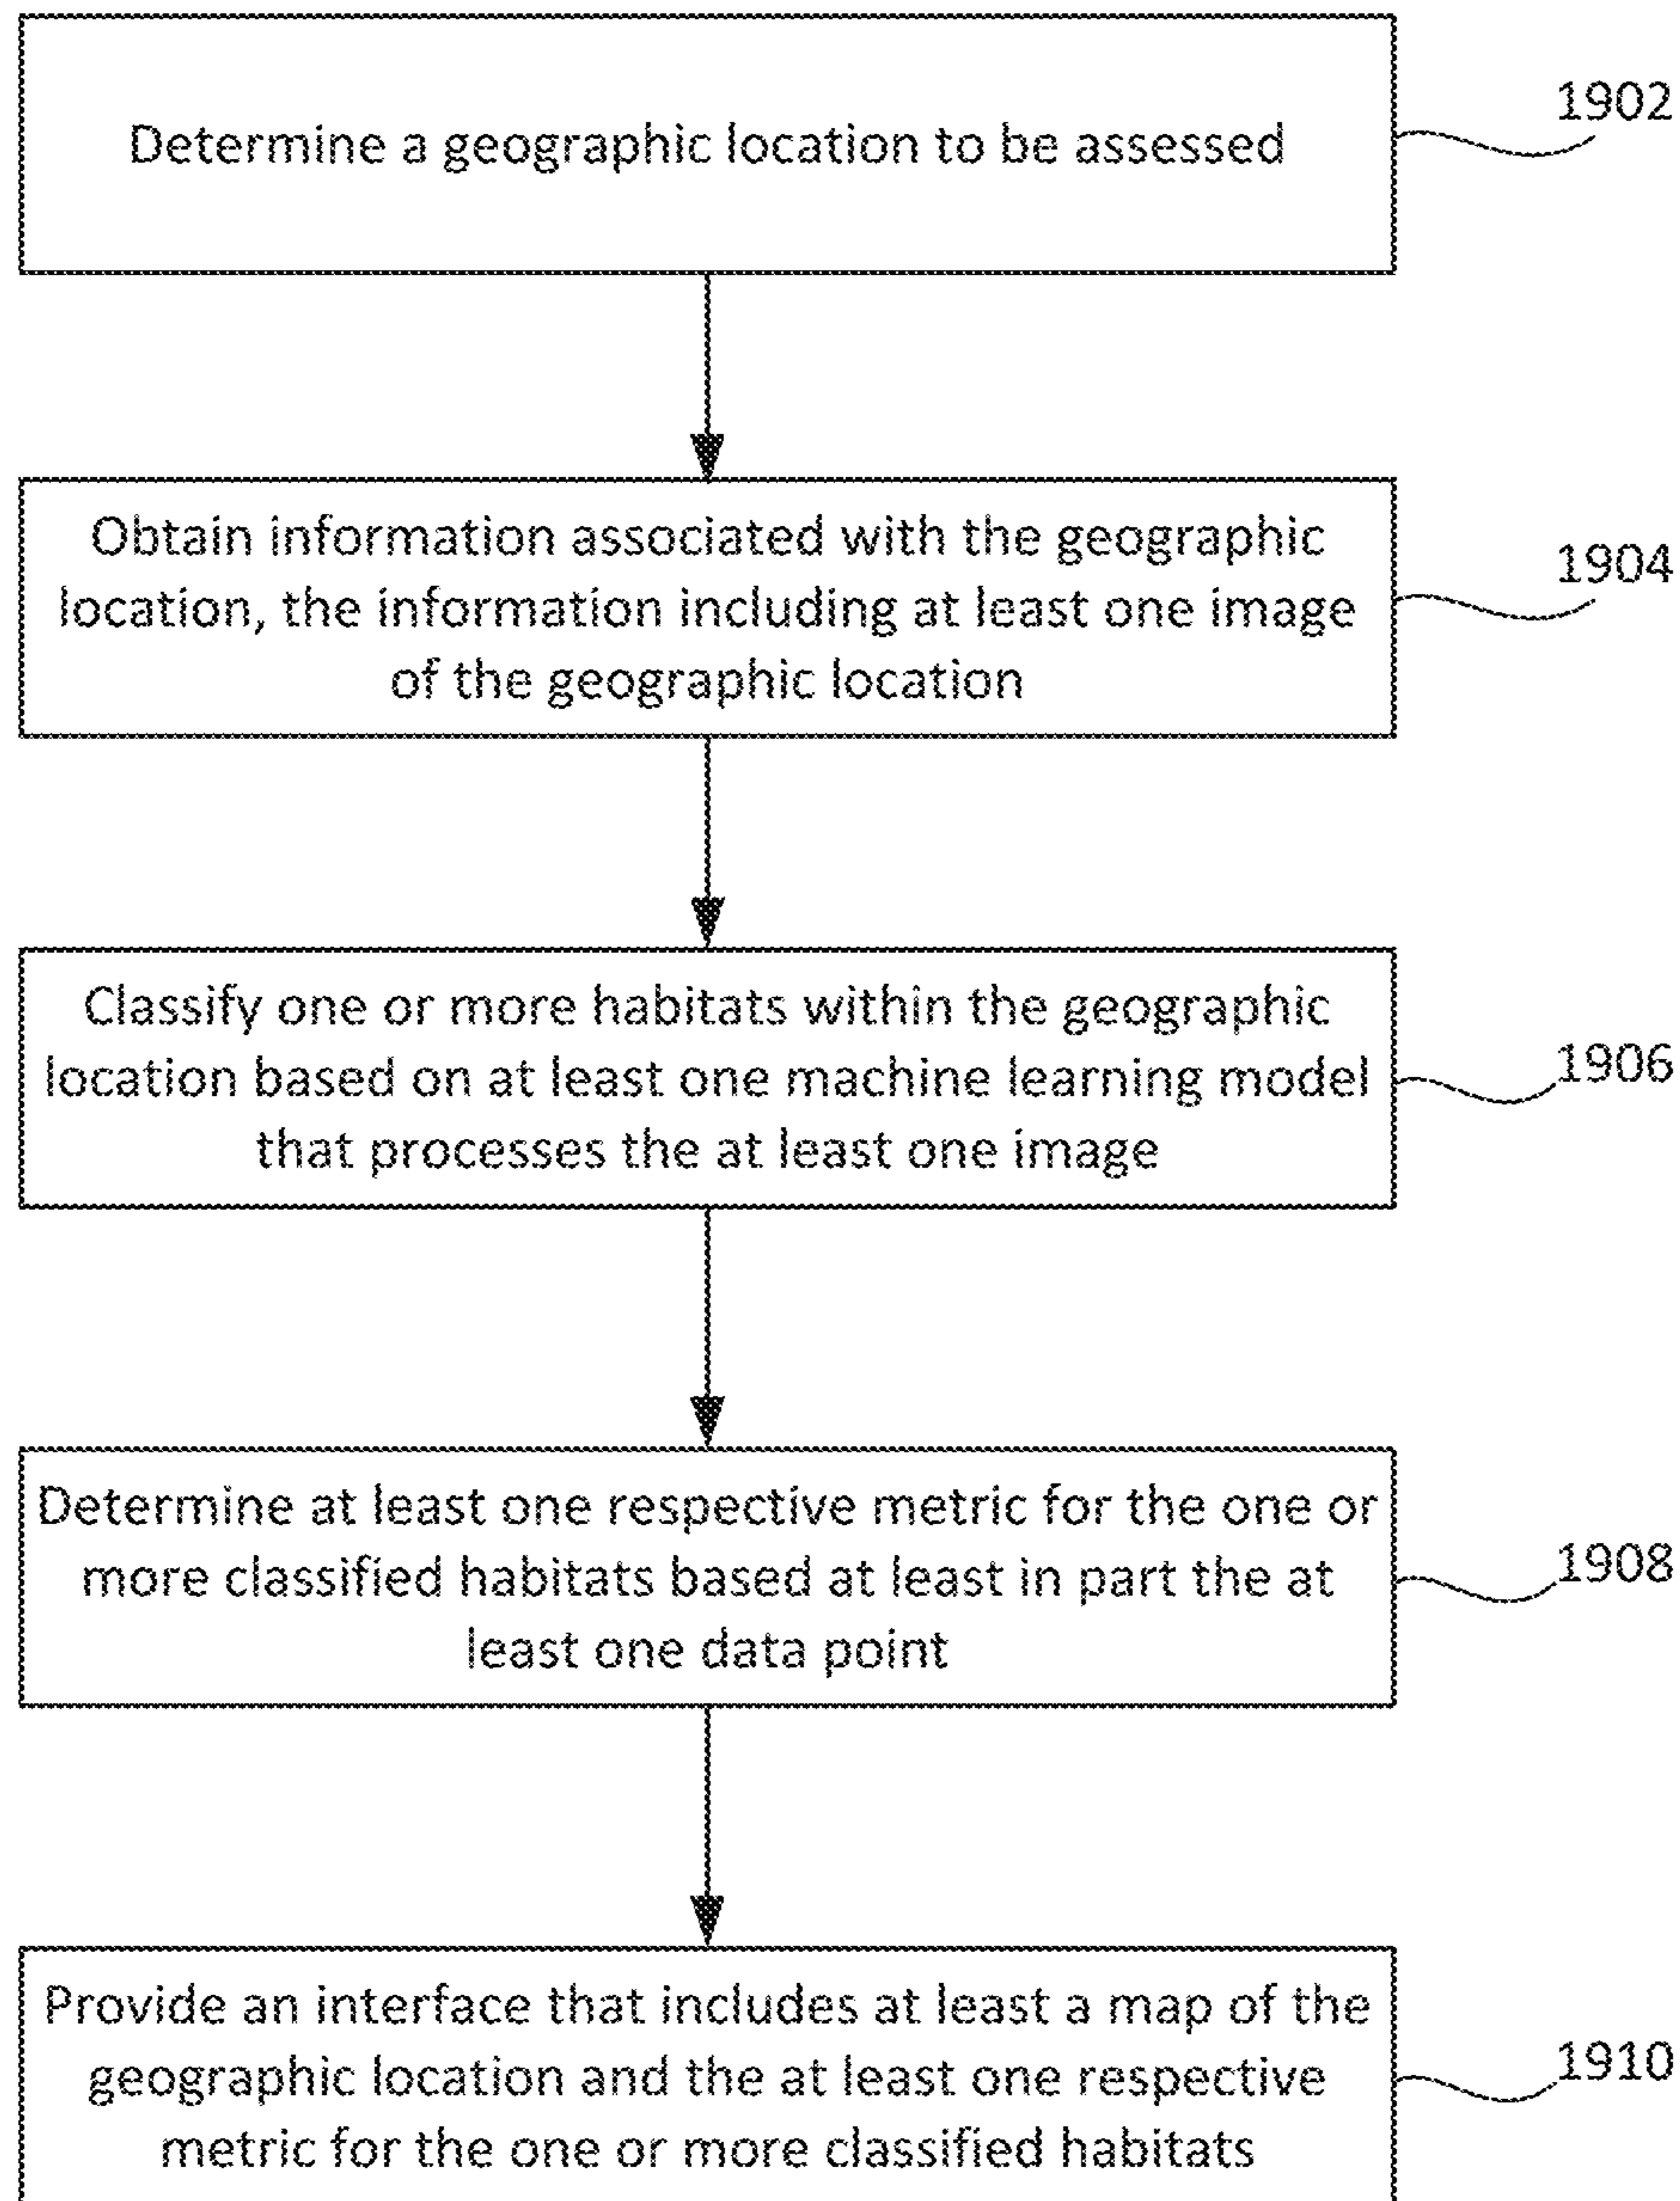 Determine a geographic location to be assessed
1902
Obtain information associated with the geographic
location, the information including at least one image
of the geographic location
1904
Classify one or more habitats within the geographic
location based on at least one machine learning model
that processes the at least one image
1906
Determine at least one respective metric for the one or
more classified habitats based at least in part the at
least one data point
1908
Provide an interface that includes at least a map of the
geographic location and the at least one respective
metric for the one or more classified habitats
1910